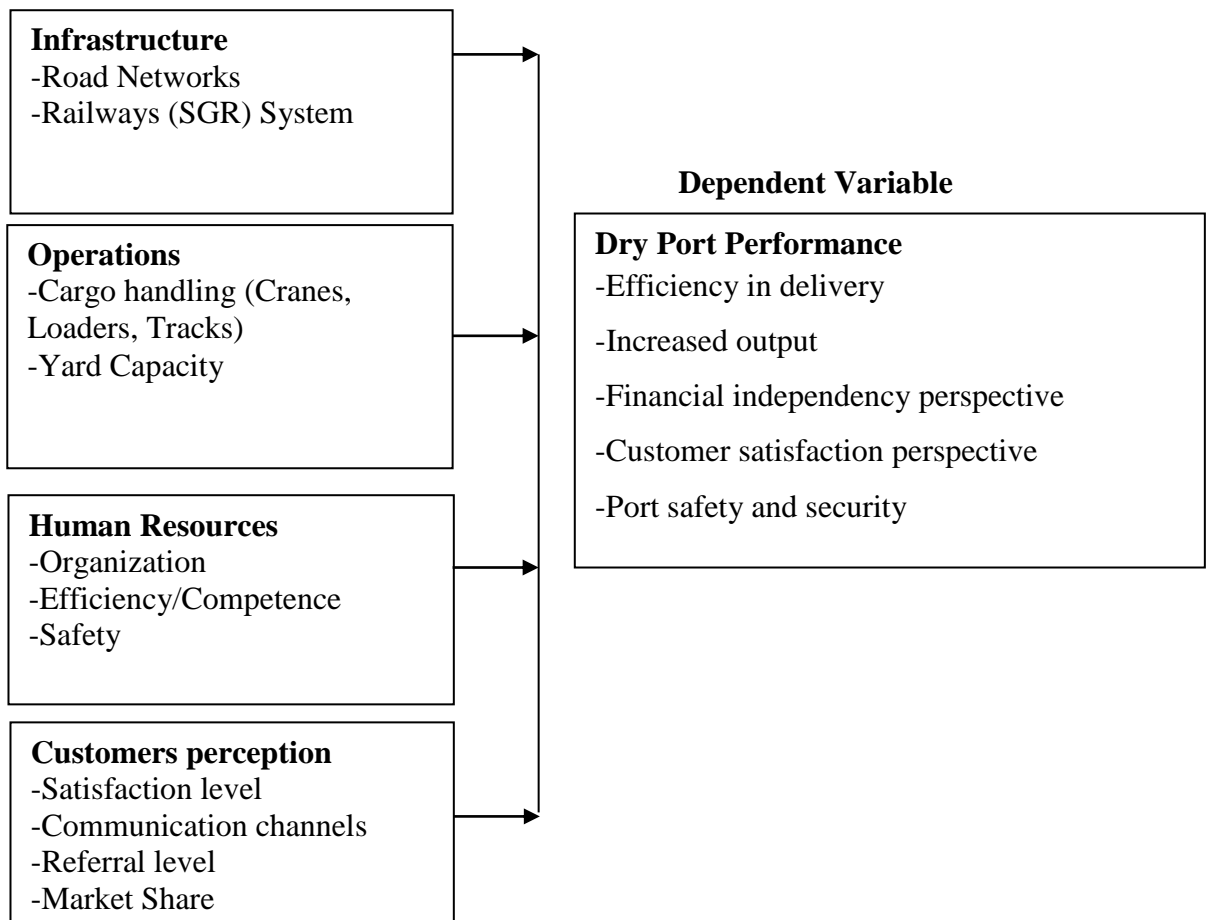 Infrastructure
-Road Networks
-Railways (SGR) System
Operations
-Cargo handling (Cranes,
Loaders, Tracks)
-Yard Capacity
Human Resources
-Organization
-Efficiency/Competence
-Safety
Customers perception
-Satisfaction level
-Communication channels
-Referral level
-Market Share
Dependent Variable
Dry Port Performance
-Efficiency in delivery
-Increased output
-Financial independency perspective
-Customer satisfaction perspective
-Port safety and security